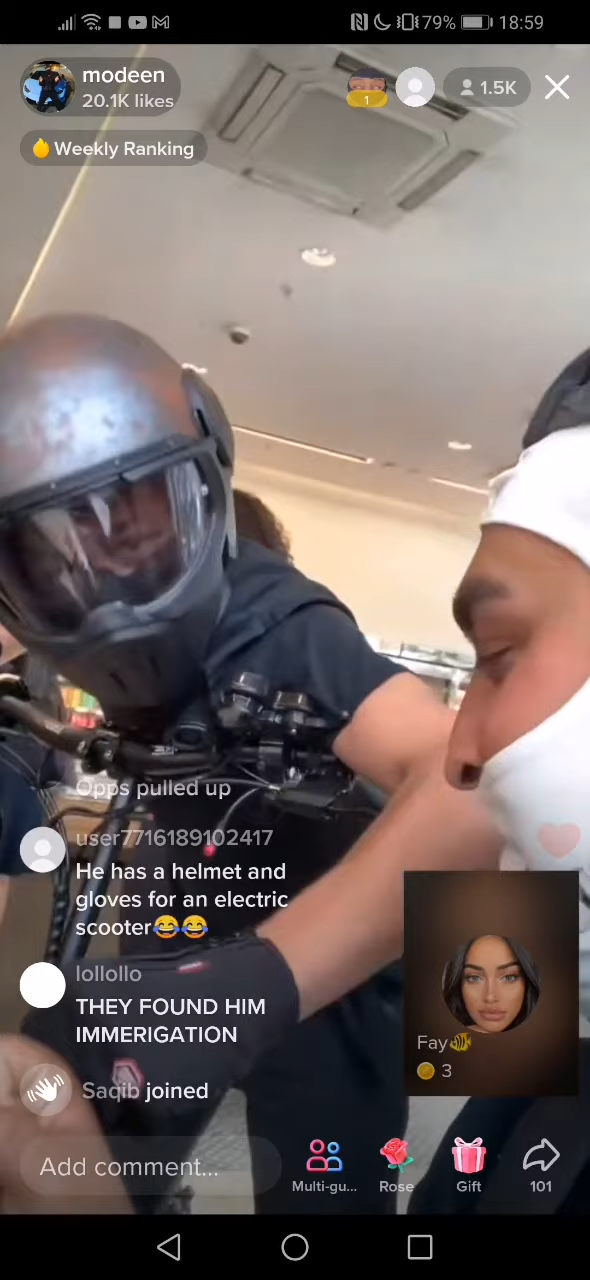 79% 18:59
modeen
20.1K likes
1
1.5K
Weekly Ranking
Opps pulled up
user7716189102417
He has a helmet and
gloves for an electric
scooter😂😂
lollollo
THEY FOUND HIM
IMMERIGATION
Saqib joined
Fay🐠
3
Add comment...
Multi-gu...
Rose
Gift
101